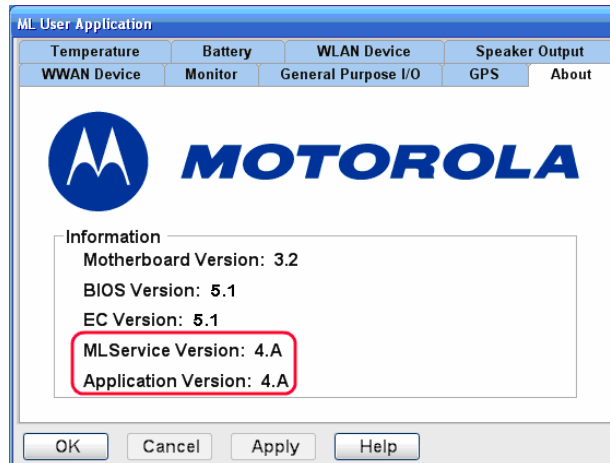 ML User Application
Temperature Battery WLAN Device Speaker Output
WWAN Device Monitor General Purpose I/O GPS About
MOTOROLA
Information
Motherboard Version: 3.2
BIOS Version: 5.1
EC Version: 5.1
MLService Version: 4.A
Application Version: 4.A
OK Cancel Apply Help